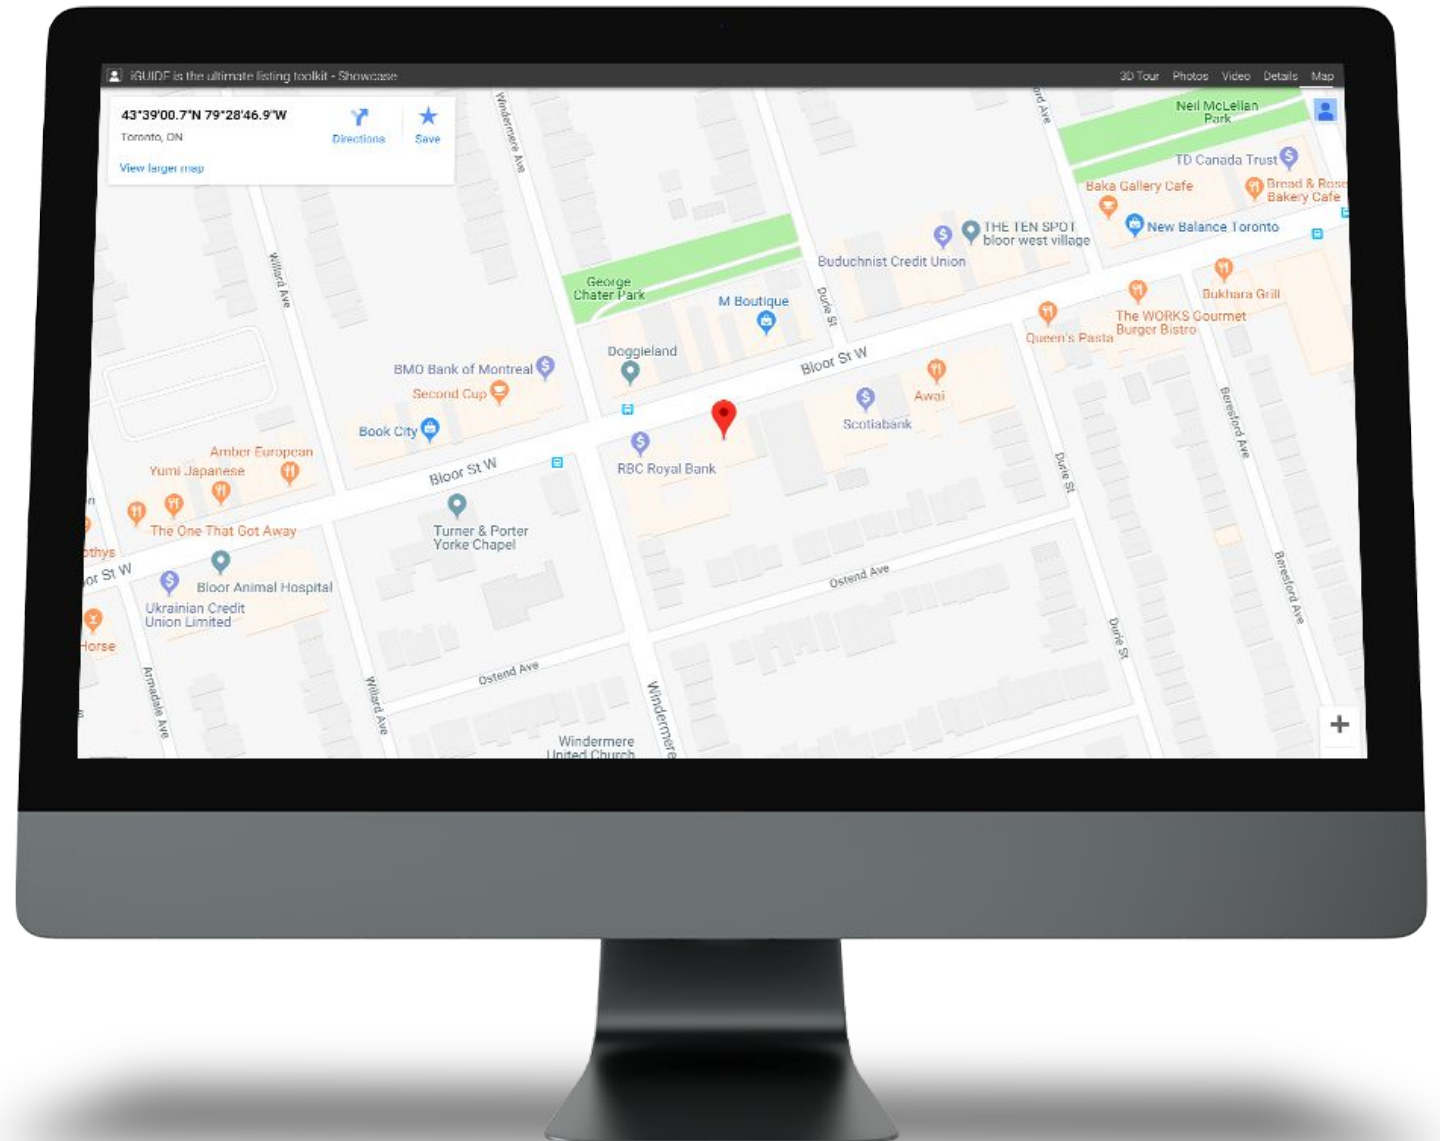 iGUIDE is the ultimate listing toolkit - Showcase
3D Tour Photos Video Details Map
43°39'00.7"N 79°28'46.9"W
Toronto, ON
Directions
Save
View larger map
Windermere Ave
ord Ave
Neil McLellan
Park
TD Canada Trust
Baka Gallery Cafe
Bread & Rose
Bakery Cafe
THE TEN SPOT
bloor west village
New Balance Toronto
Buduchnist Credit Union
Willard Ave
George
Chater Park
M Boutique
Durie St
Bukhara Grill
The WORKS Gourmet
Burger Bistro
Queen's Pasta
Doggieland
Bloor St W
BMO Bank of Montreal
Second Cup
Awai
Scotiabank
Book City
Beresford Ave
Amber European
Yumi Japanese
Bloor St W
RBC Royal Bank
Durie St
The One That Got Away
Turner & Porter
Yorke Chapel
othys
or St W
Bloor Animal Hospital
Ostend Ave
Beresford Ave
Ukrainian Credit
Union Limited
Horse
Durie St
Armadale Ave
Willard Ave
Ostend Ave
Windermere
Windermere
United Church